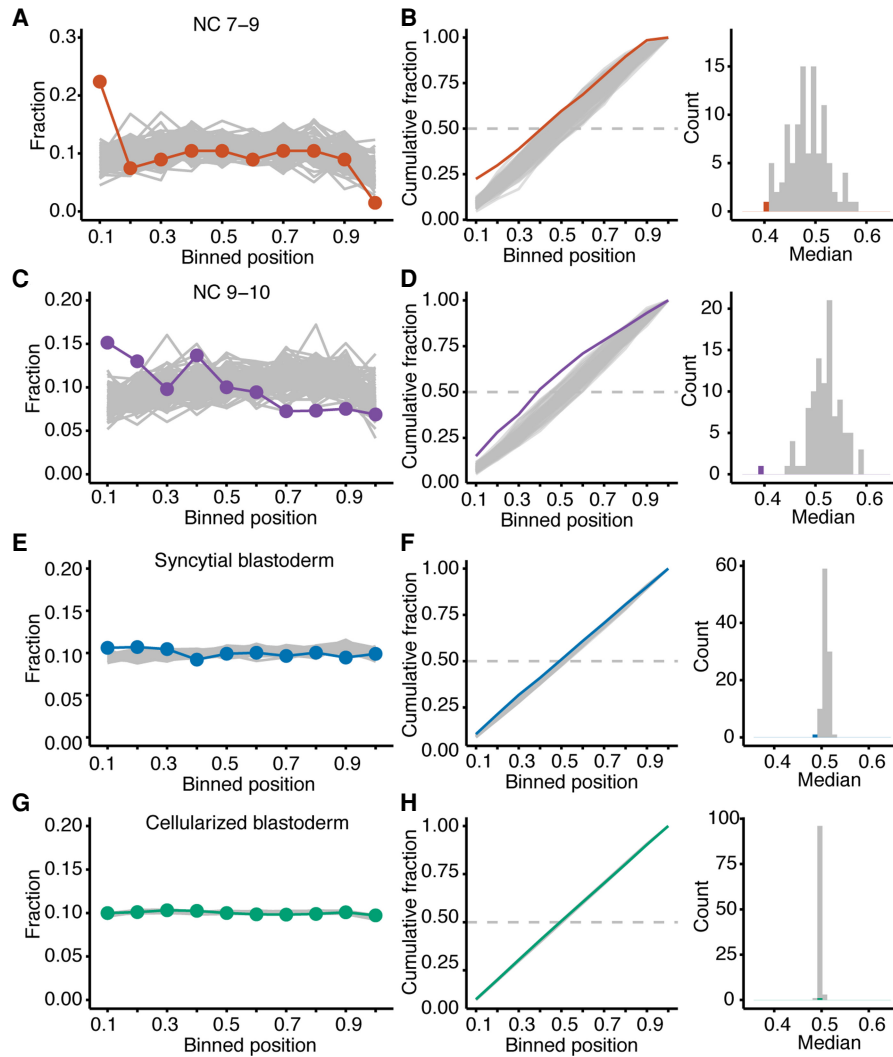 A
NC 7–9
Fraction
0.3
0.2
0.1
0.0
0.1 0.3 0.5 0.7 0.9
Binned position
B
Cumulative fraction
1.00
0.75
0.50
0.25
0.00
0.1 0.3 0.5 0.7 0.9
Binned position
Count
15
10
5
0
0.4 0.5 0.6
Median
C
NC 9–10
Fraction
0.20
0.15
0.10
0.05
0.00
0.1 0.3 0.5 0.7 0.9
Binned position
D
Cumulative fraction
1.00
0.75
0.50
0.25
0.00
0.1 0.3 0.5 0.7 0.9
Binned position
Count
20
15
10
5
0
0.4 0.5 0.6
Median
E
Syncytial blastoderm
Fraction
0.20
0.15
0.10
0.05
0.00
0.1 0.3 0.5 0.7 0.9
Binned position
F
Cumulative fraction
1.00
0.75
0.50
0.25
0.00
0.1 0.3 0.5 0.7 0.9
Binned position
Count
60
40
20
0
0.4 0.5 0.6
Median
G
Cellularized blastoderm
Fraction
0.20
0.15
0.10
0.05
0.00
0.1 0.3 0.5 0.7 0.9
Binned position
H
Cumulative fraction
1.00
0.75
0.50
0.25
0.00
0.1 0.3 0.5 0.7 0.9
Binned position
Count
100
75
50
25
0
0.4 0.5 0.6
Median